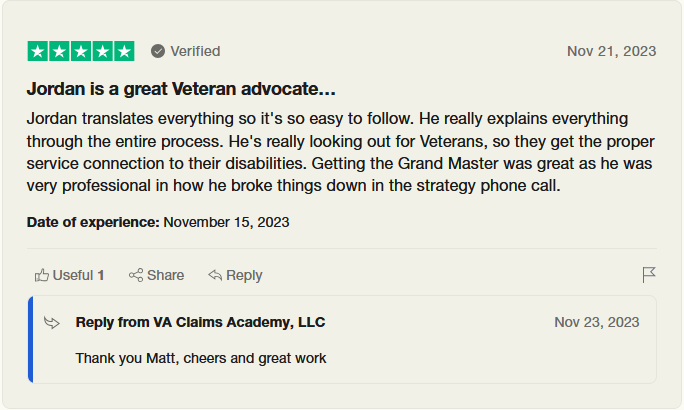 Verified
Nov 21, 2023
Jordan is a great Veteran advocate…
Jordan translates everything so it's so easy to follow. He really explains everything
through the entire process. He's really looking out for Veterans, so they get the proper
service connection to their disabilities. Getting the Grand Master was great as he was
very professional in how he broke things down in the strategy phone call.
Date of experience: November 15, 2023
Useful 1 Share Reply
Reply from VA Claims Academy, LLC
Nov 23, 2023
Thank you Matt, cheers and great work